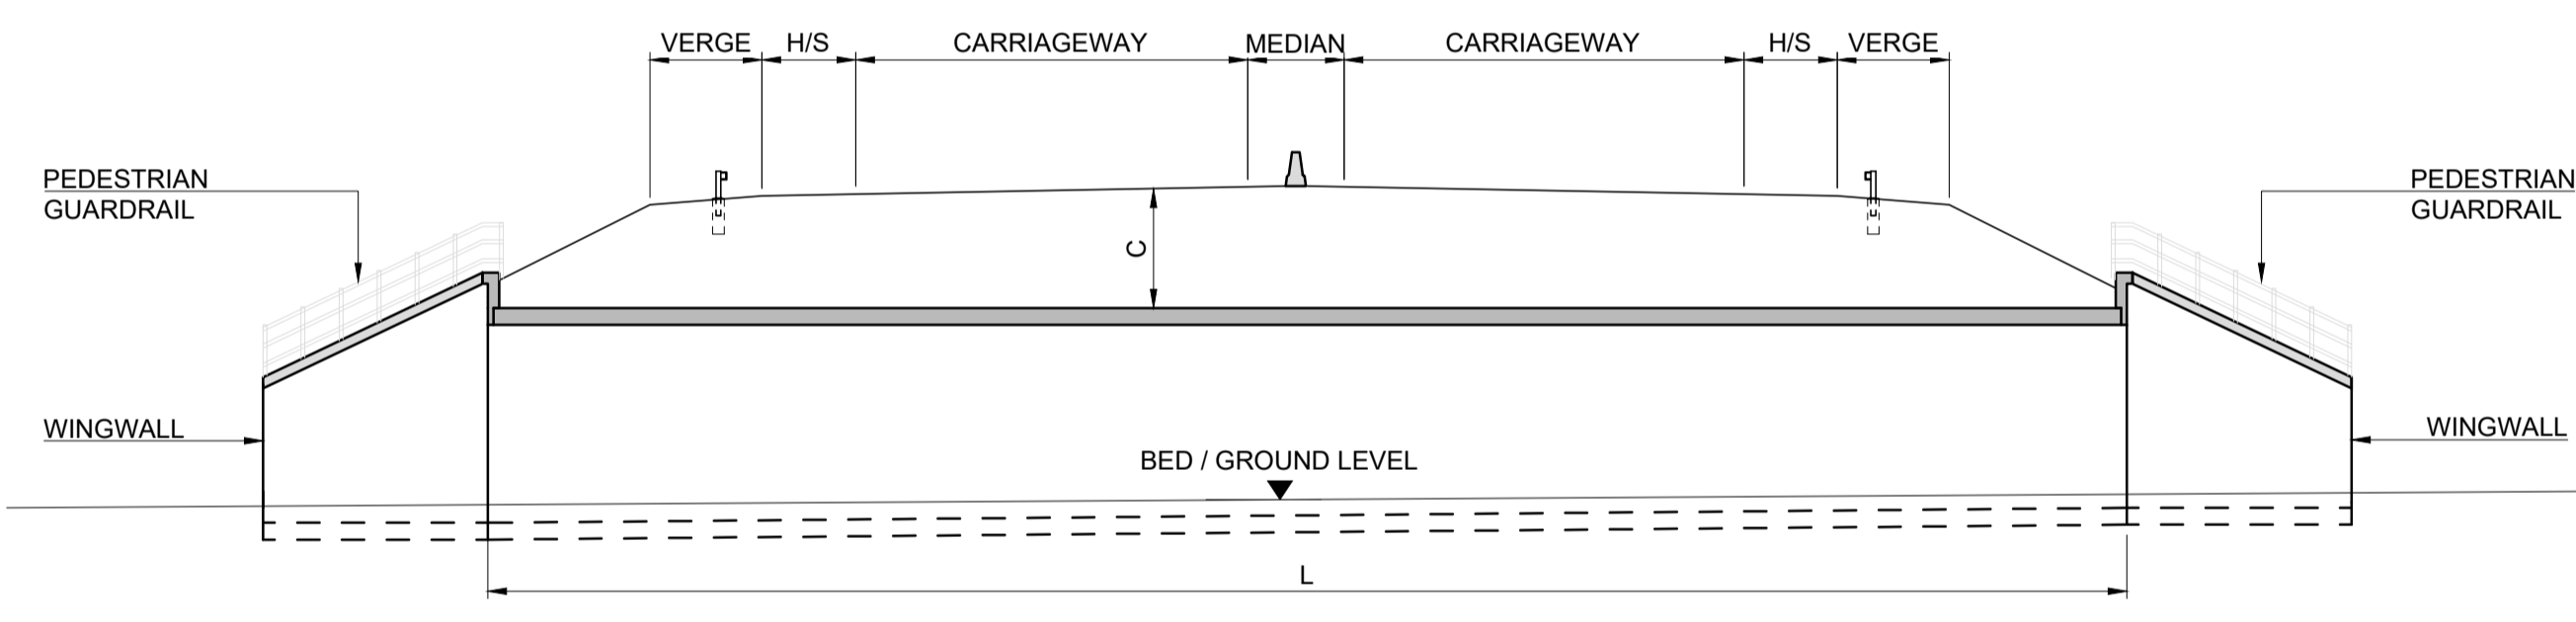 VERGE
H/S
CARRIAGEWAY
MEDIAN
CARRIAGEWAY
H/S
VERGE
PEDESTRIAN
GUARDRAIL
PEDESTRIAN
GUARDRAIL
C
WINGWALL
WINGWALL
BED / GROUND LEVEL
L